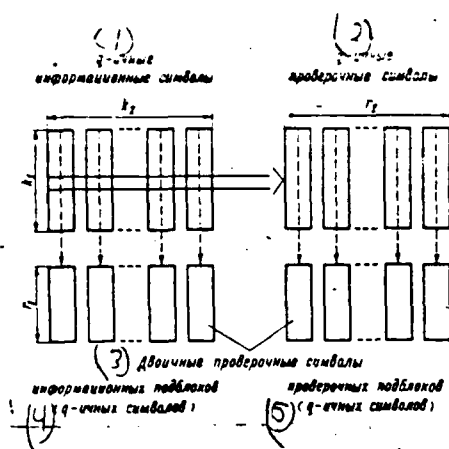 (1)
q-ичные
информационные символы
(2)
q-ичные
проверочные символы
k₂
r₂
k₁
r₁
(3) Двоичные проверочные символы
информационных подблоков
(4) (q-ичных символов)
проверочных подблоков
(5) (q-ичных символов)